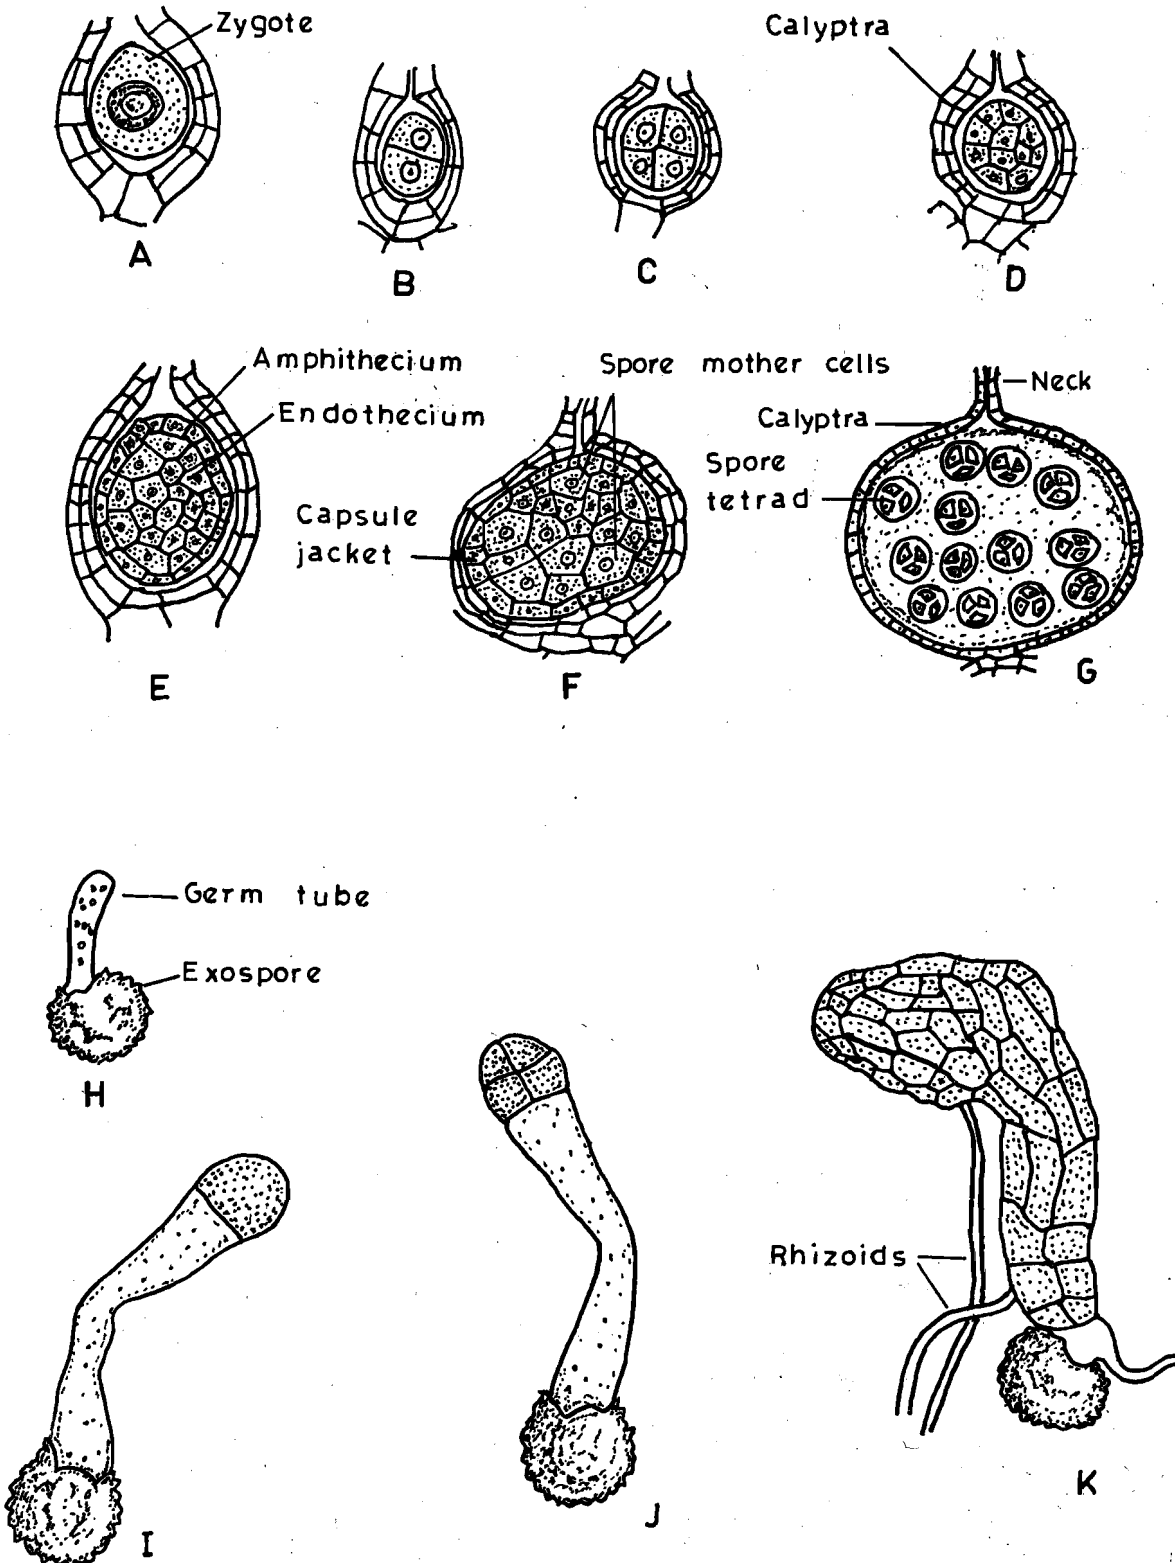 Zygote
Calyptra
A
B
C
D
Amphithecium
Endothecium
Spore mother cells
Neck
Calyptra
Spore
tetrad
Capsule
jacket
E
F
G
Germ tube
Exospore
H
Rhizoids
I
J
K